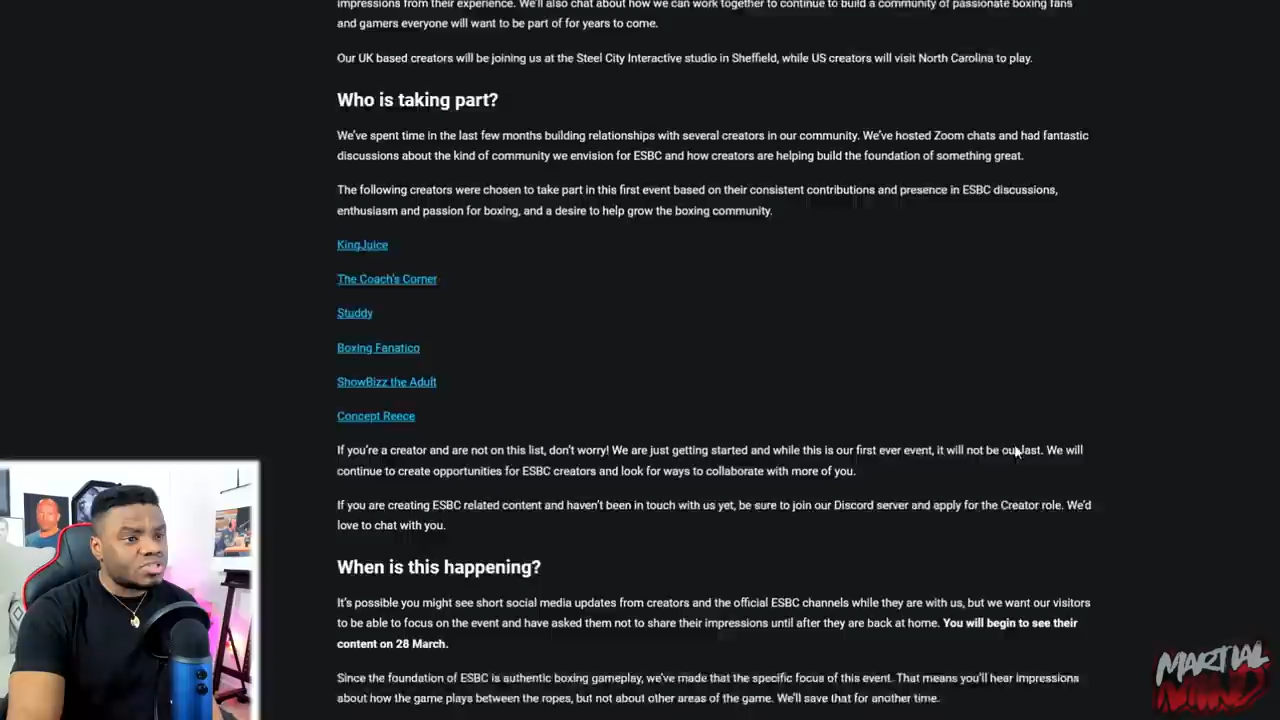 impressions from their experience. We'll also chat about how we can work together to continue to build a community of passionate boxing fans
and gamers everyone will want to be part of for years to come.
Our UK based creators will be joining us at the Steel City Interactive studio in Sheffield, while US creators will visit North Carolina to play.
Who is taking part?
We've spent time in the last few months building relationships with several creators in our community. We've hosted Zoom chats and had fantastic
discussions about the kind of community we envision for ESBC and how creators are helping build the foundation of something great.
The following creators were chosen to take part in this first event based on their consistent contributions and presence in ESBC discussions,
enthusiasm and passion for boxing, and a desire to help grow the boxing community.
KingJuice
The Coach's Corner
Studdy
Boxing Fanatico
ShowBizz the Adult
Concept Reece
If you're a creator and are not on this list, don't worry! We are just getting started and while this is our first ever event, it will not be our last. We will
continue to create opportunities for ESBC creators and look for ways to collaborate with more of you.
If you are creating ESBC related content and haven't been in touch with us yet, be sure to join our Discord server and apply for the Creator role. We'd
love to chat with you.
When is this happening?
It's possible you might see short social media updates from creators and the official ESBC channels while they are with us, but we want our visitors
to be able to focus on the event and have asked them not to share their impressions until after they are back at home. You will begin to see their
content on 28 March.
Since the foundation of ESBC is authentic boxing gameplay, we've made that the specific focus of this event. That means you'll hear impressions
about how the game plays between the ropes, but not about other areas of the game. We'll save that for another time.
MARTIAL
MIND